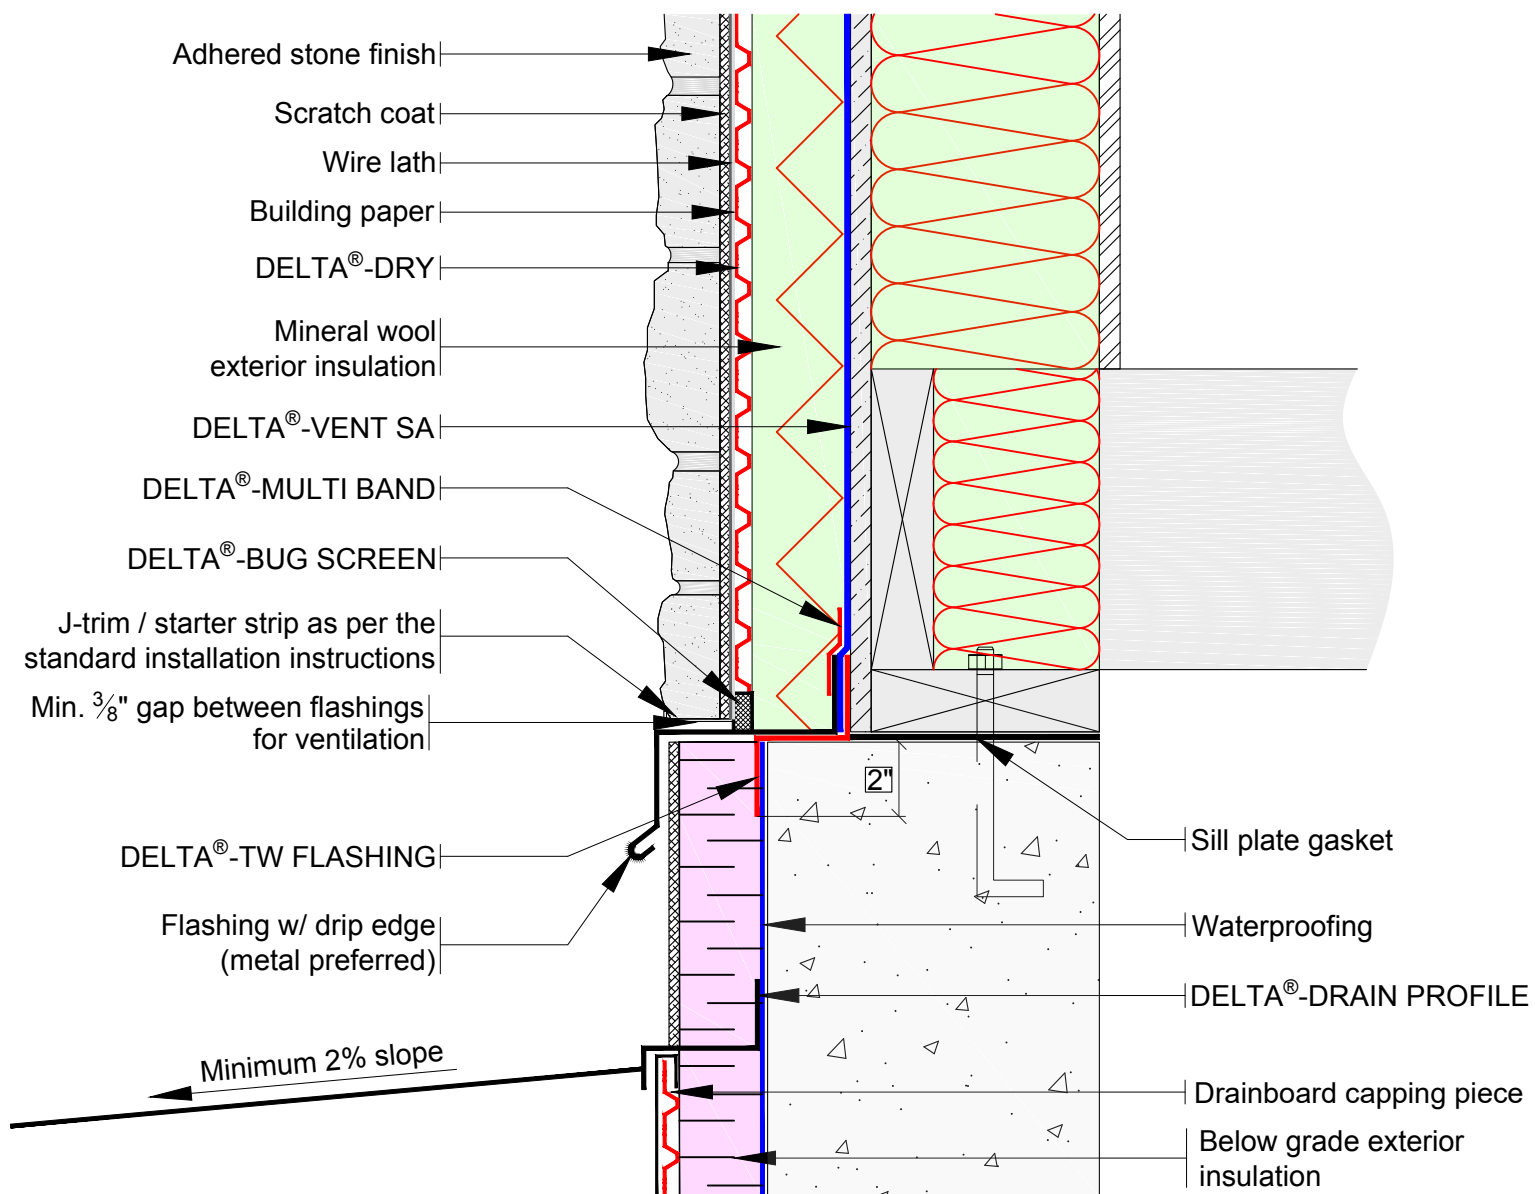 Adhered stone finish
Scratch coat
Wire lath
Building paper
DELTA®-DRY
Mineral wool
exterior insulation
DELTA®-VENT SA
DELTA®-MULTI BAND
DELTA®-BUG SCREEN
J-trim / starter strip as per the
standard installation instructions
Min. 3⁄8" gap between flashings
for ventilation
2"
DELTA®-TW FLASHING
Sill plate gasket
Flashing w/ drip edge
(metal preferred)
Waterproofing
DELTA®-DRAIN PROFILE
Minimum 2% slope
Drainboard capping piece
Below grade exterior
insulation